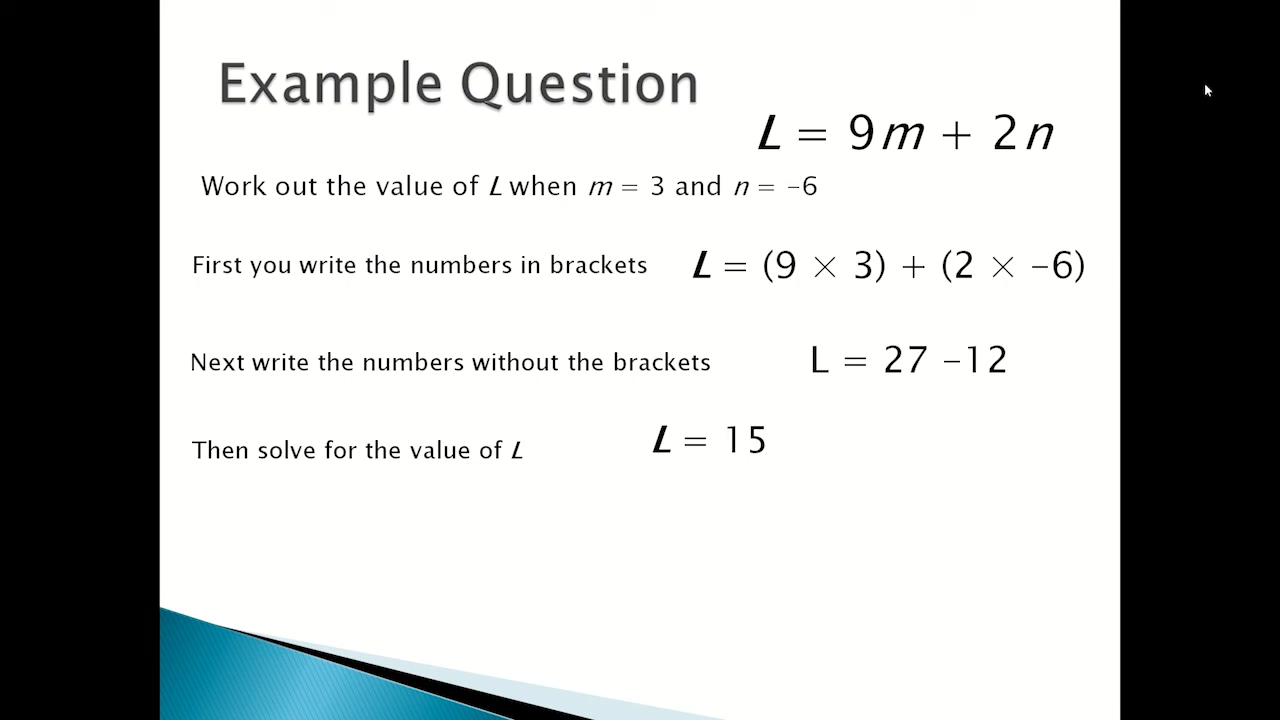 Example Question
L = 9m + 2n
Work out the value of L when m = 3 and n = –6
First you write the numbers in brackets L = (9 × 3) + (2 × –6)
Next write the numbers without the brackets L = 27 –12
Then solve for the value of L L = 15